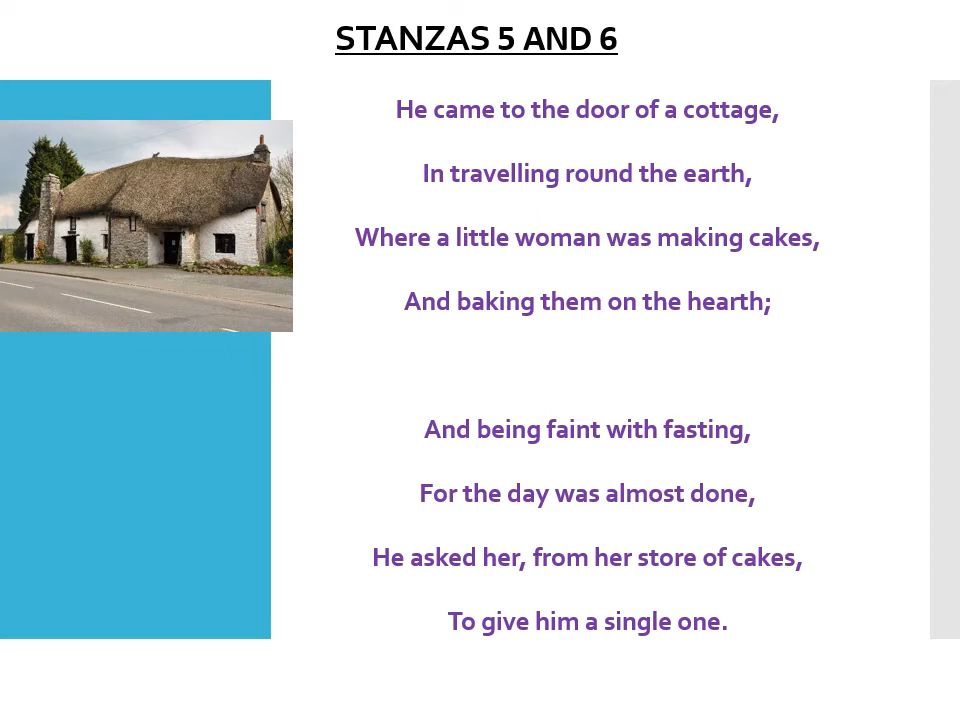 STANZAS 5 AND 6
He came to the door of a cottage,
In travelling round the earth,
Where a little woman was making cakes,
And baking them on the hearth;
And being faint with fasting,
For the day was almost done,
He asked her, from her store of cakes,
To give him a single one.